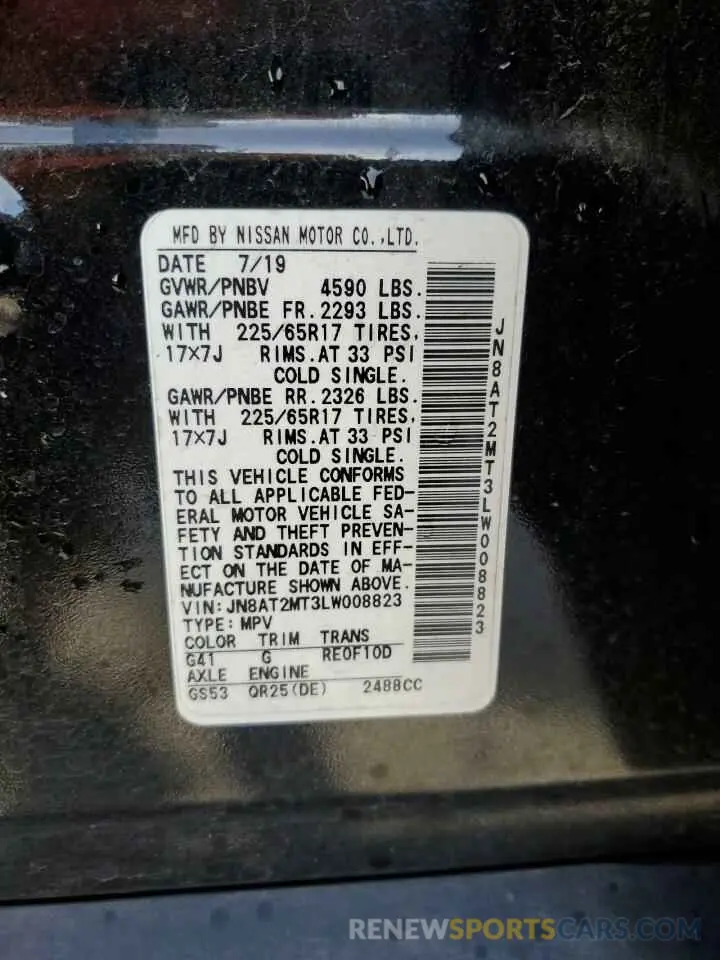 MFD BY NISSAN MOTOR CO.,LTD.
DATE 7/19
GVWR/PNBV 4590 LBS.
GAWR/PNBE FR.2293 LBS.
WITH 225/65R17 TIRES,
17×7J RIMS.AT 33 PSI
COLD SINGLE.
GAWR/PNBE RR.2326 LBS.
WITH 225/65R17 TIRES,
17×7J RIMS.AT 33 PSI
COLD SINGLE.
THIS VEHICLE CONFORMS
TO ALL APPLICABLE FED-
ERAL MOTOR VEHICLE SA-
FETY AND THEFT PREVEN-
TION STANDARDS IN EFF-
ECT ON THE DATE OF MA-
NUFACTURE SHOWN ABOVE.
VIN:JN8AT2MT3LW008823
TYPE:MPV
COLOR TRIM TRANS
G41 G RE0F10D
AXLE ENGINE
GS53 QR25(DE) 2488CC
JN8AT2MT3LW008823
RENEWSPORTSCARS.COM